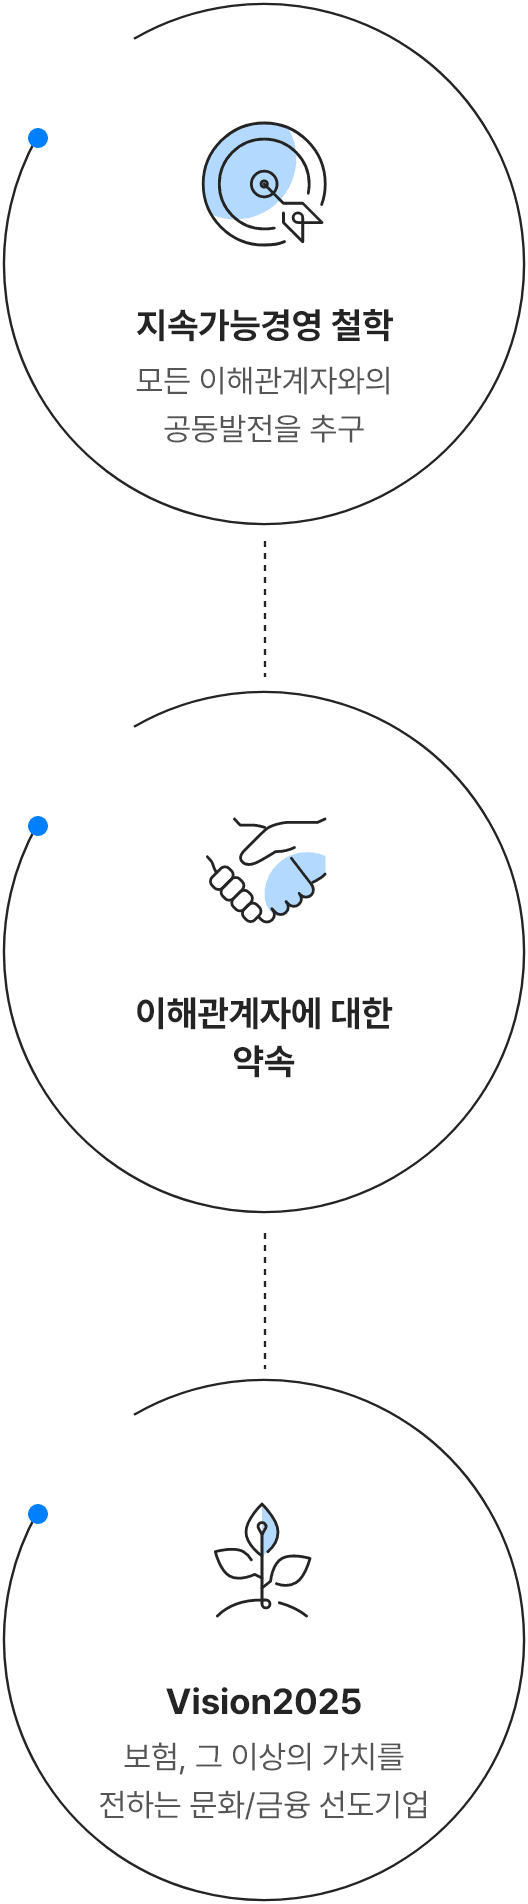 지속가능경영 철학
모든 이해관계자와의
공동발전을 추구
이해관계자에 대한
약속
Vision2025
보험, 그 이상의 가치를
전하는 문화/금융 선도기업